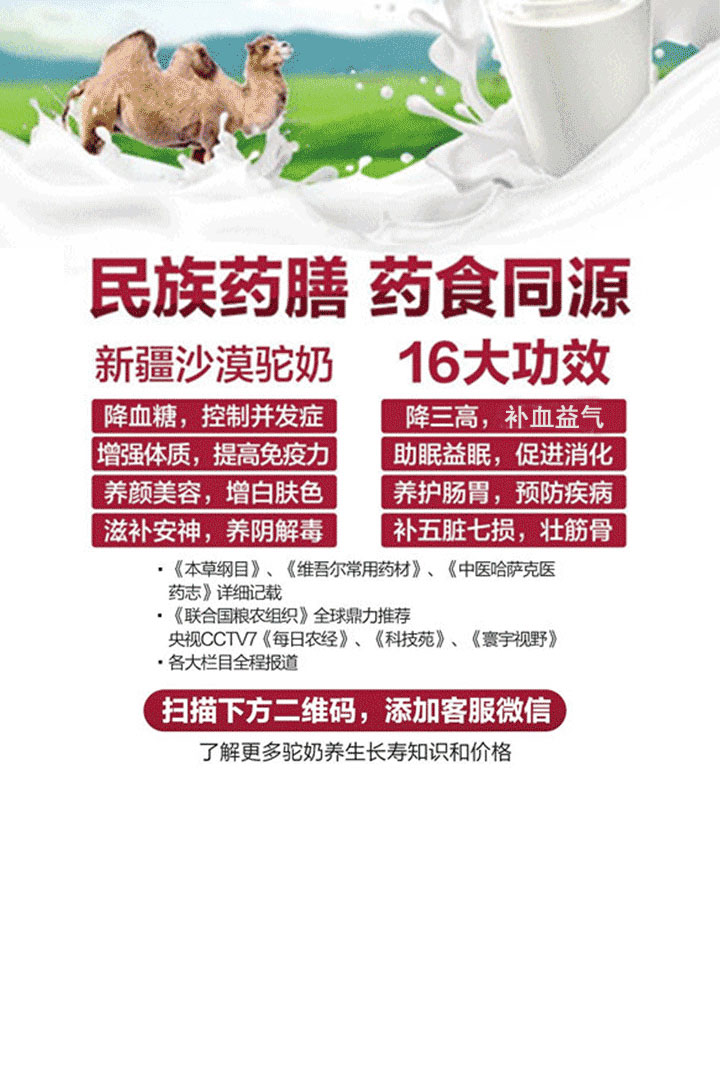 民族药膳 药食同源
新疆沙漠驼奶 16大功效
降血糖，控制并发症
降三高，补血益气
增强体质，提高免疫力
助眠益眠，促进消化
养颜美容，增白肤色
养护肠胃，预防疾病
滋补安神，养阴解毒
补五脏七损，壮筋骨
·《本草纲目》、《维吾尔常用药材》、《中医哈萨克医
药志》详细记载
·《联合国粮农组织》全球鼎力推荐
央视CCTV7《每日农经》、《科技苑》、《寰宇视野》
·各大栏目全程报道
扫描下方二维码，添加客服微信
了解更多驼奶养生长寿知识和价格